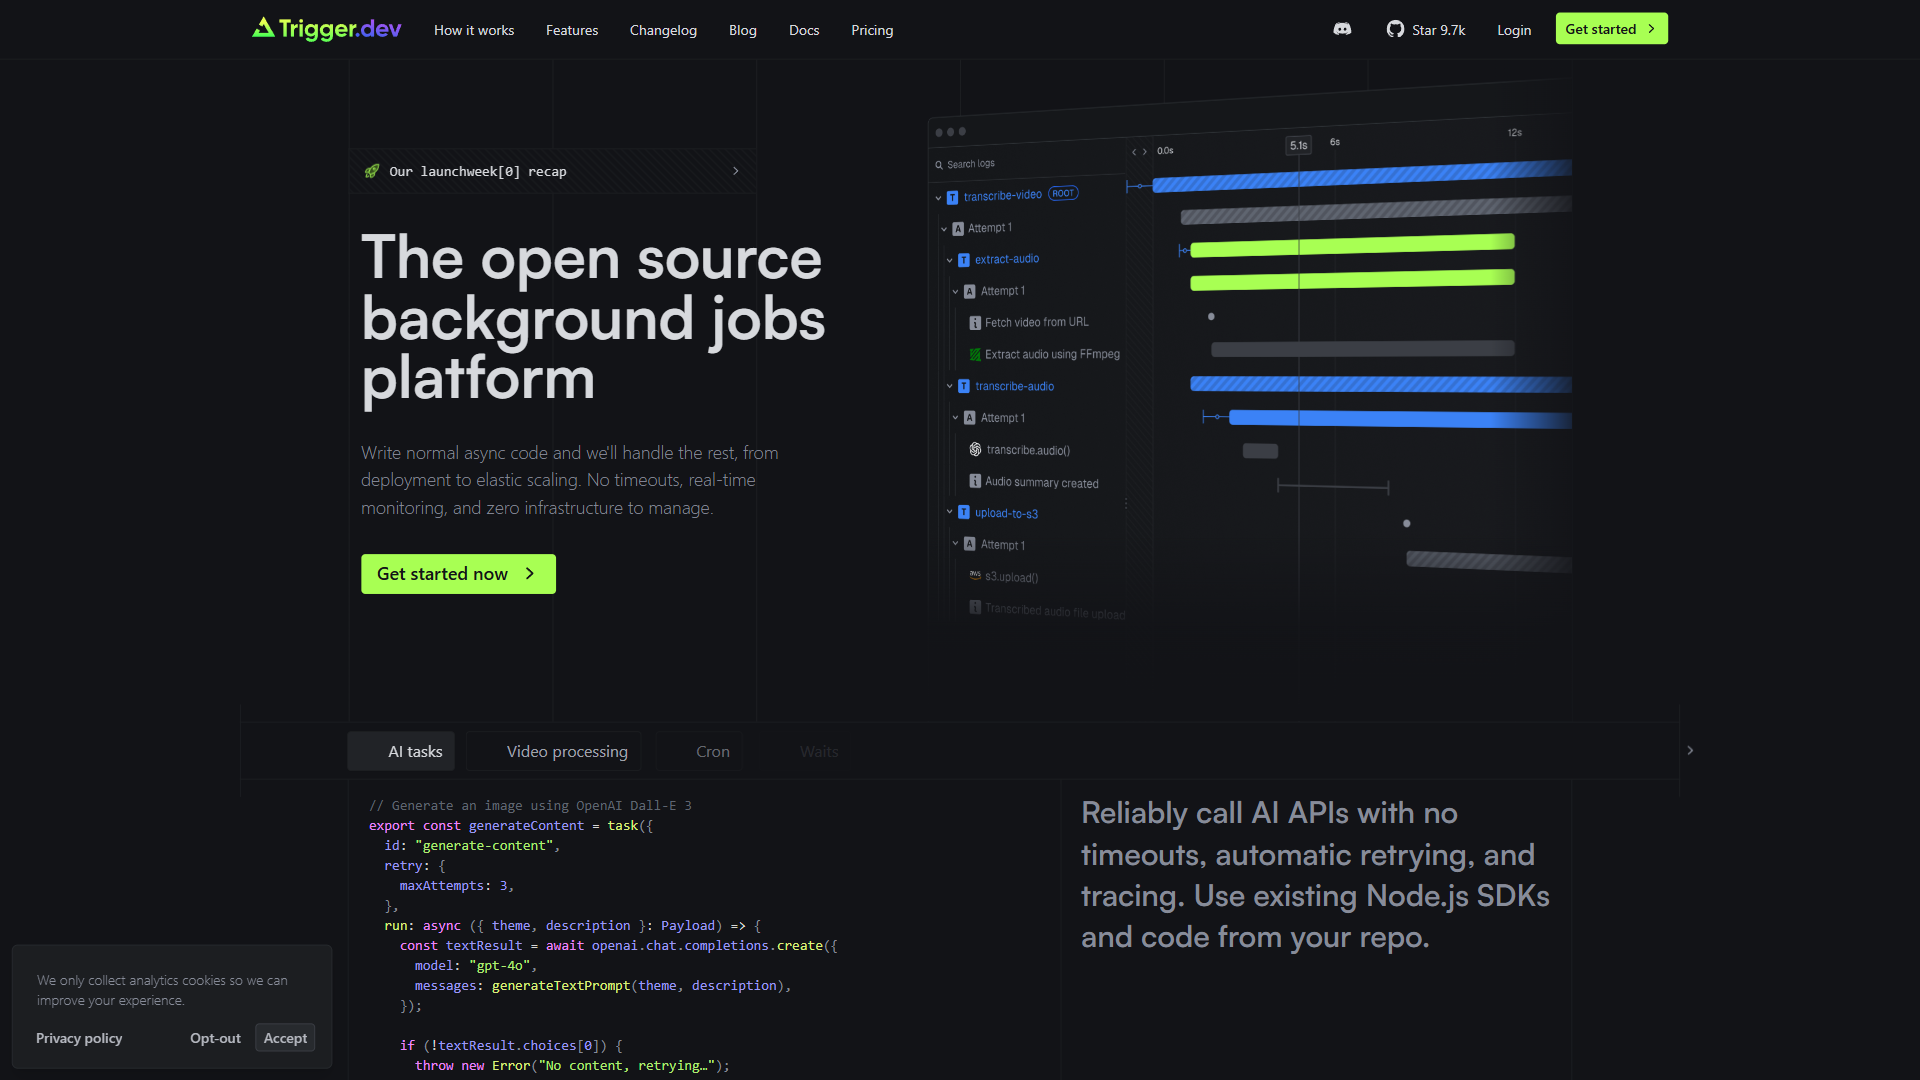 Trigger.dev
How it works
Features
Changelog
Blog
Docs
Pricing
Star 9.7k
Login
Get started
Our launchweek[0] recap
The open source
background jobs
platform
Write normal async code and we'll handle the rest, from
deployment to elastic scaling. No timeouts, real-time
monitoring, and zero infrastructure to manage.
Get started now
Search logs
0.0s
5.1s
6s
12s
T transcribe-video ROOT
A Attempt 1
T extract-audio
A Attempt 1
Fetch video from URL
Extract audio using FFmpeg
T transcribe-audio
A Attempt 1
transcribe.audio()
Audio summary created
T upload-to-s3
A Attempt 1
aws s3.upload()
Transcribed audio file upload
AI tasks
Video processing
Cron
Waits
// Generate an image using OpenAI Dall-E 3
export const generateContent = task({
id: "generate-content",
retry: {
maxAttempts: 3,
},
run: async ({ theme, description }: Payload) => {
const textResult = await openai.chat.completions.create({
model: "gpt-4o",
messages: generateTextPrompt(theme, description),
});
if (!textResult.choices[0]) {
throw new Error("No content, retrying…");
Reliably call AI APIs with no
timeouts, automatic retrying, and
tracing. Use existing Node.js SDKs
and code from your repo.
We only collect analytics cookies so we can
improve your experience.
Privacy policy
Opt-out
Accept